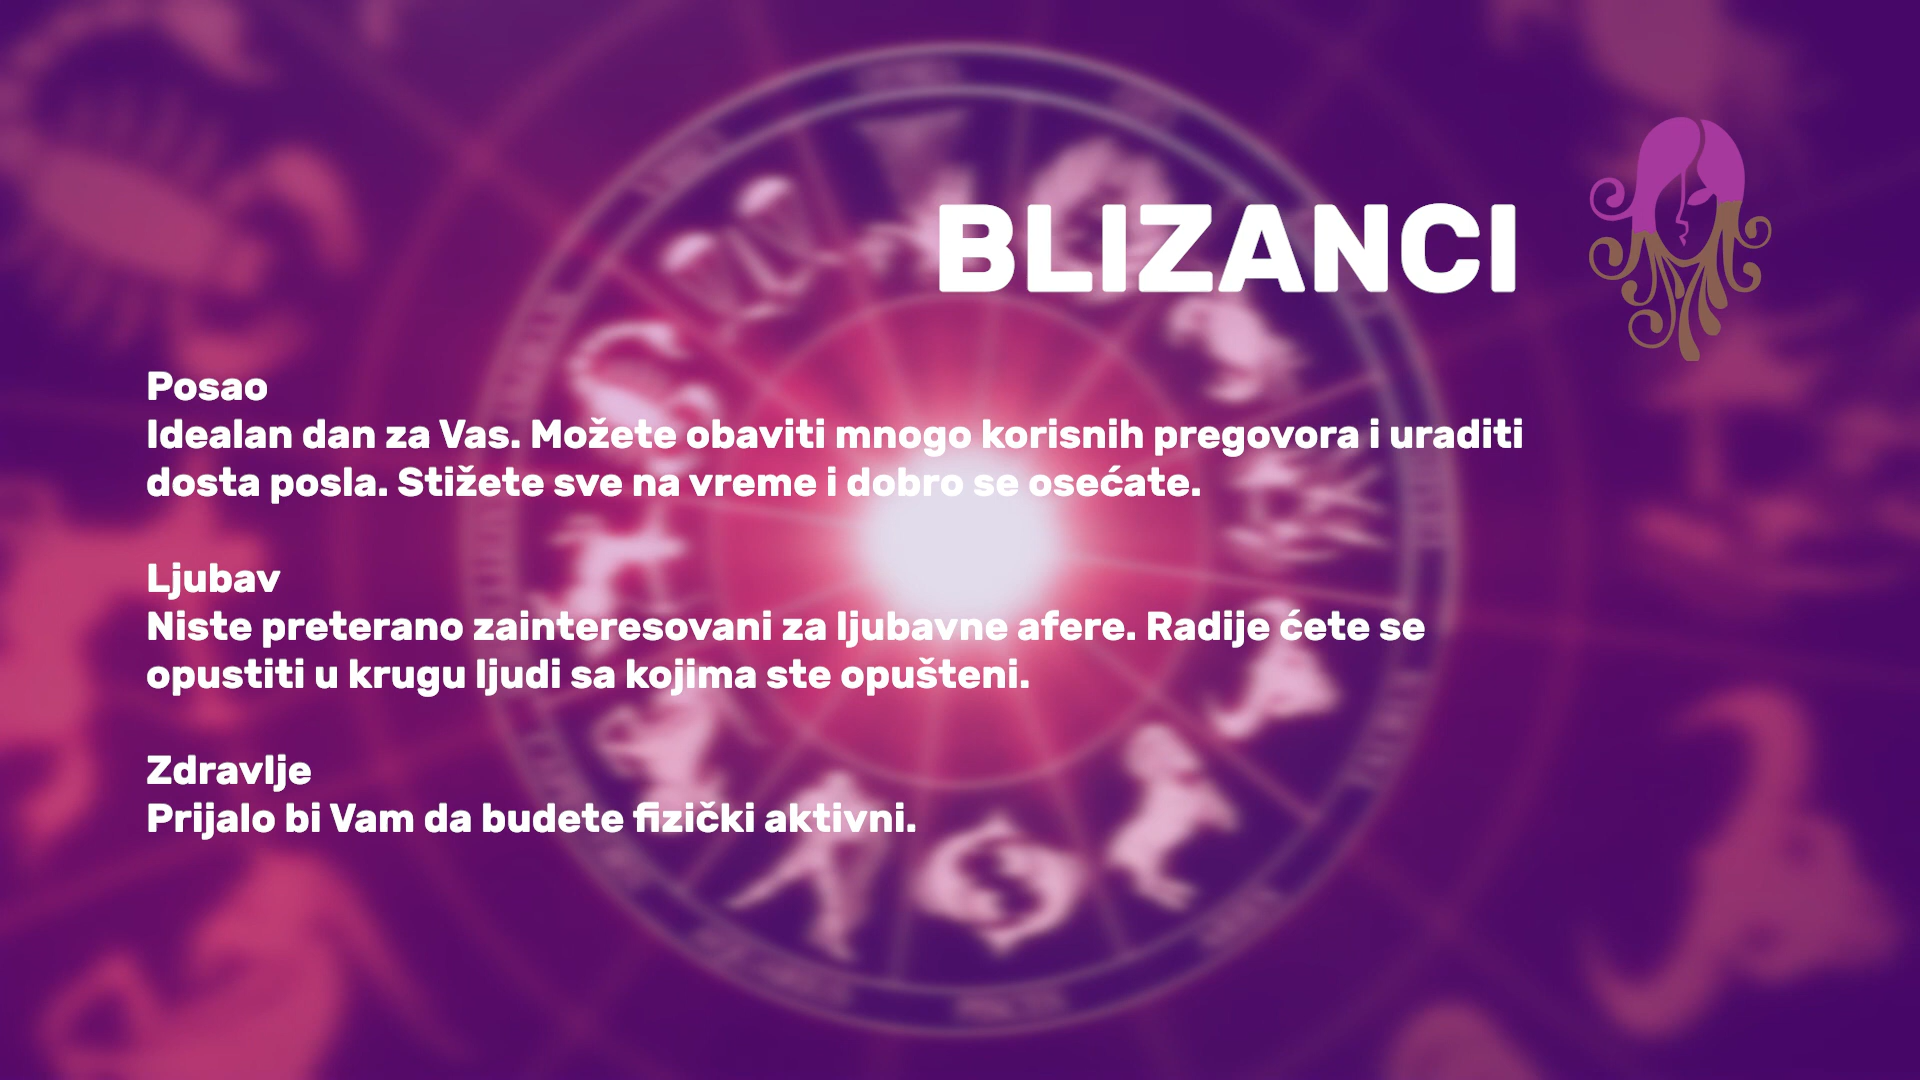 BLIZANCI
Posao
Idealan dan za Vas. Možete obaviti mnogo korisnih pregovora i uraditi
dosta posla. Stižete sve na vreme i dobro se osećate.
Ljubav
Niste preterano zainteresovani za ljubavne afere. Radije ćete se
opustiti u krugu ljudi sa kojima ste opušteni.
Zdravlje
Prijalo bi Vam da budete fizički aktivni.